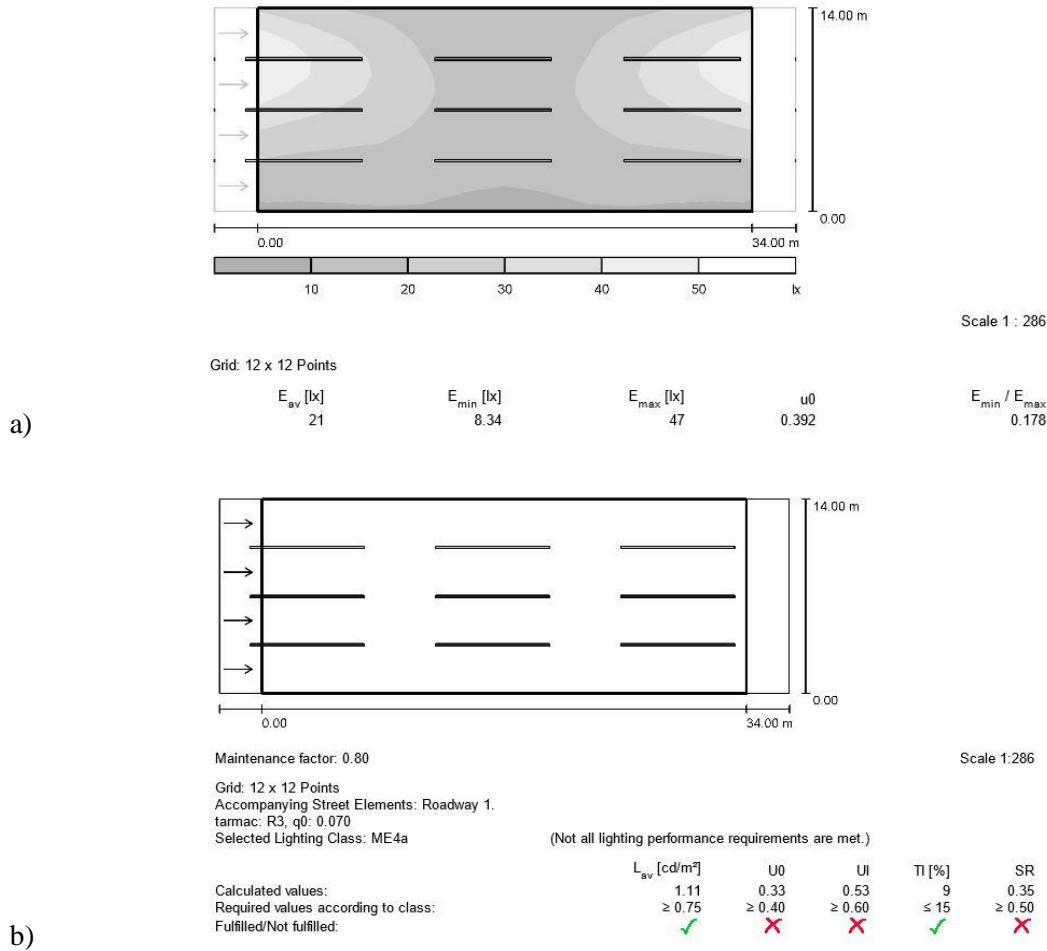 14.00 m
0.00
0.00 34.00 m
10 20 30 40 50 lx
Scale 1 : 286
Grid: 12 x 12 Points
E_av [lx] E_min [lx] E_max [lx] u0 E_min / E_max
a) 21 8.34 47 0.392 0.178
14.00 m
0.00
0.00 34.00 m
Maintenance factor: 0.80 Scale 1:286
Grid: 12 x 12 Points
Accompanying Street Elements: Roadway 1.
tarmac: R3, q0: 0.070
Selected Lighting Class: ME4a (Not all lighting performance requirements are met.)
L_av [cd/m²] U0 UI TI [%] SR
Calculated values: 1.11 0.33 0.53 9 0.35
Required values according to class: ≥ 0.75 ≥ 0.40 ≥ 0.60 ≤ 15 ≥ 0.50
Fulfilled/Not fulfilled: ✓ ✗ ✗ ✓ ✗
b)